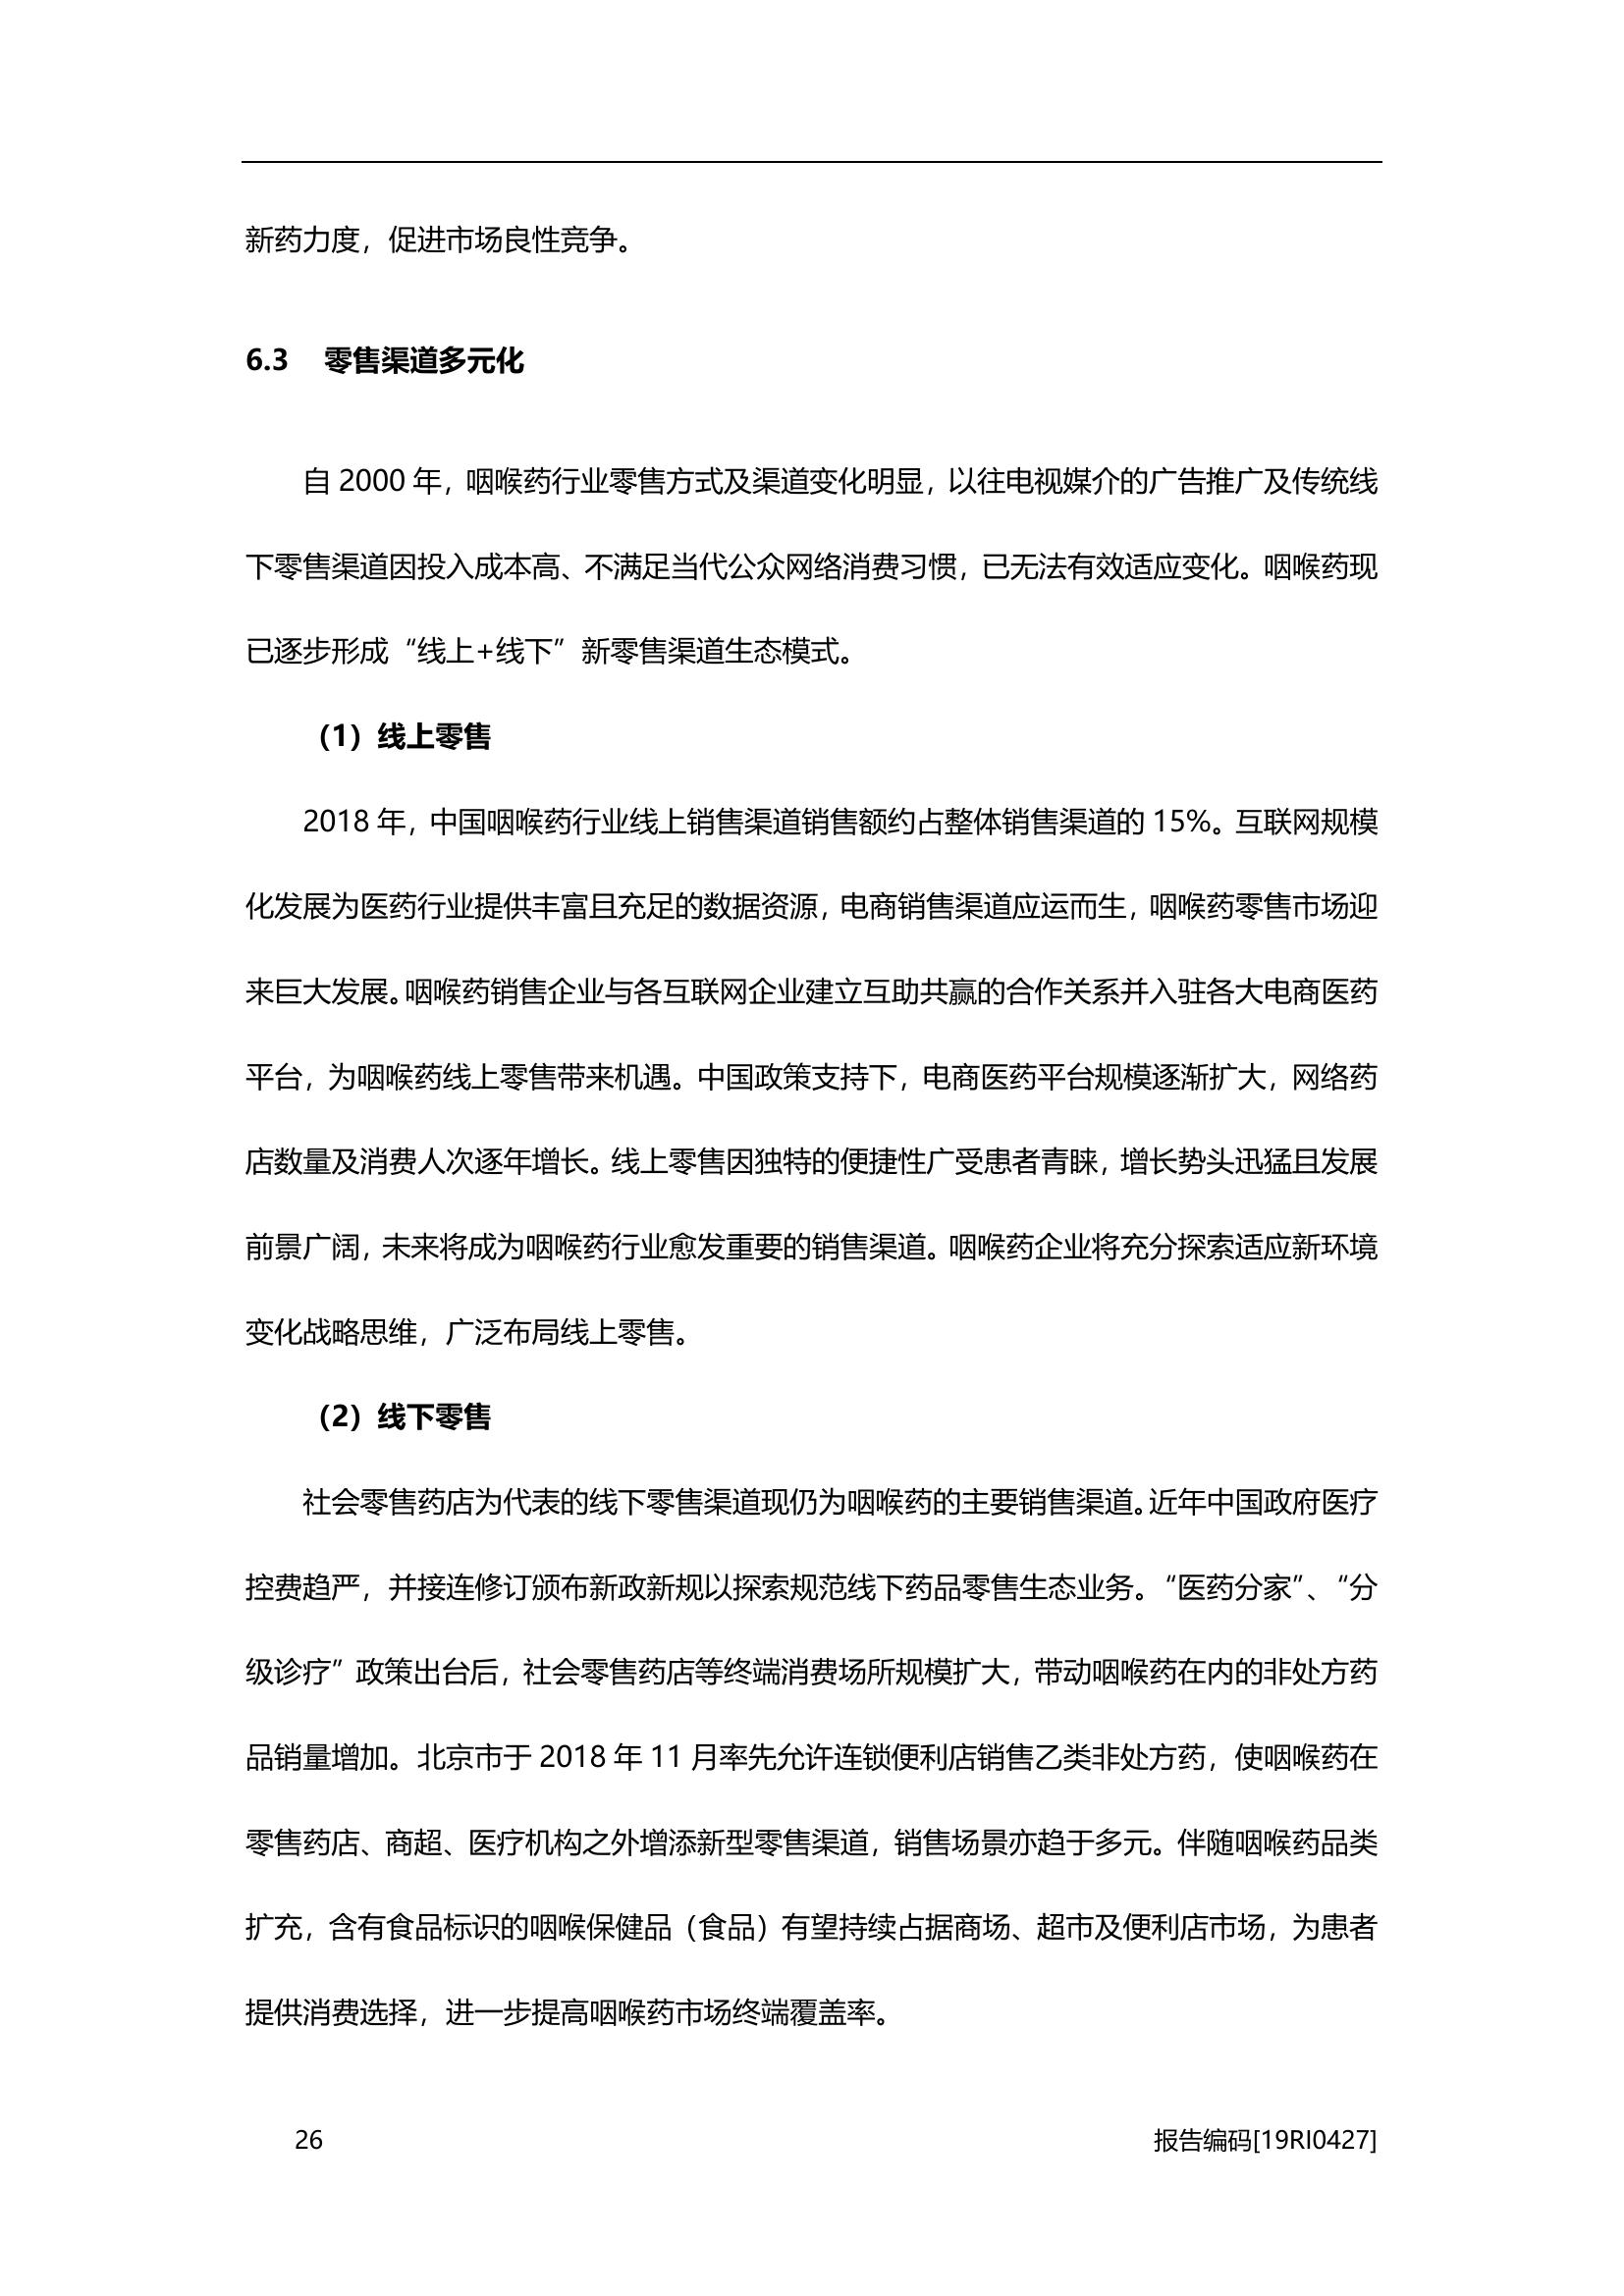 新药力度，促进市场良性竞争。
6.3 零售渠道多元化
自 2000 年，咽喉药行业零售方式及渠道变化明显，以往电视媒介的广告推广及传统线
下零售渠道因投入成本高、不满足当代公众网络消费习惯，已无法有效适应变化。咽喉药现
已逐步形成“线上+线下”新零售渠道生态模式。
（1）线上零售
2018 年，中国咽喉药行业线上销售渠道销售额约占整体销售渠道的 15%。互联网规模
化发展为医药行业提供丰富且充足的数据资源，电商销售渠道应运而生，咽喉药零售市场迎
来巨大发展。咽喉药销售企业与各互联网企业建立互助共赢的合作关系并入驻各大电商医药
平台，为咽喉药线上零售带来机遇。中国政策支持下，电商医药平台规模逐渐扩大，网络药
店数量及消费人次逐年增长。线上零售因独特的便捷性广受患者青睐，增长势头迅猛且发展
前景广阔，未来将成为咽喉药行业愈发重要的销售渠道。咽喉药企业将充分探索适应新环境
变化战略思维，广泛布局线上零售。
（2）线下零售
社会零售药店为代表的线下零售渠道现仍为咽喉药的主要销售渠道。近年中国政府医疗
控费趋严，并接连修订颁布新政新规以探索规范线下药品零售生态业务。“医药分家”、“分
级诊疗”政策出台后，社会零售药店等终端消费场所规模扩大，带动咽喉药在内的非处方药
品销量增加。北京市于 2018 年 11 月率先允许连锁便利店销售乙类非处方药，使咽喉药在
零售药店、商超、医疗机构之外增添新型零售渠道，销售场景亦趋于多元。伴随咽喉药品类
扩充，含有食品标识的咽喉保健品（食品）有望持续占据商场、超市及便利店市场，为患者
提供消费选择，进一步提高咽喉药市场终端覆盖率。
26 报告编码[19RI0427]